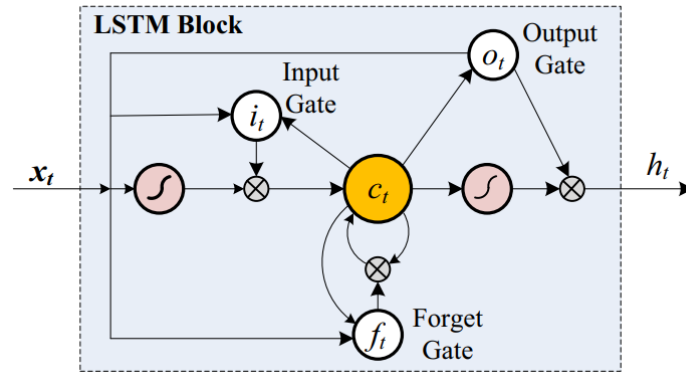 LSTM Block
Output
Gate
o_t
Input
Gate
i_t
x_t
c_t
h_t
f_t
Forget
Gate